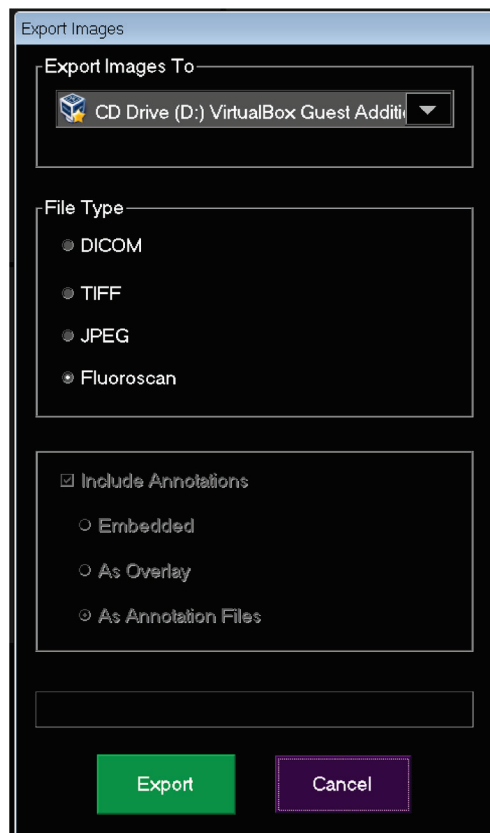 Export Images
Export Images To
CD Drive (D:) VirtualBox Guest Additi
File Type
DICOM
TIFF
JPEG
Fluoroscan
Include Annotations
Embedded
As Overlay
As Annotation Files
Export
Cancel